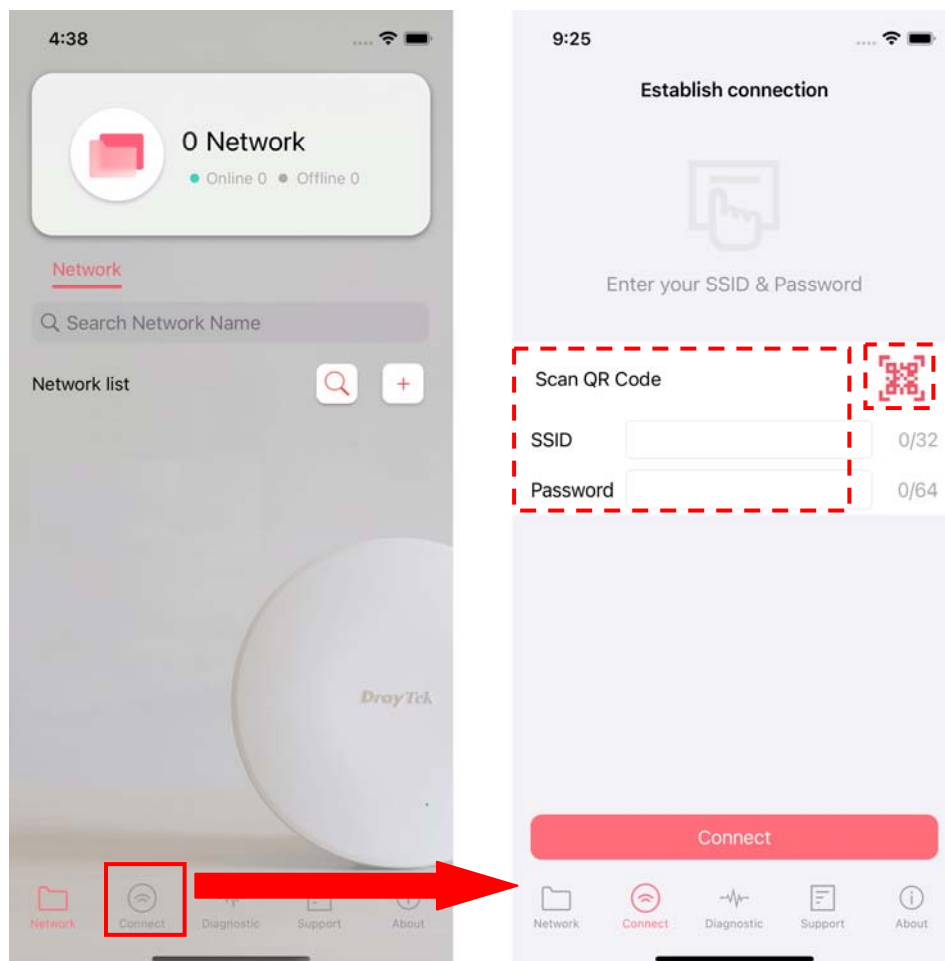 4:38
0 Network
Online 0 Offline 0
Network
Search Network Name
Network list
+
DrayTek
Network Connect Diagnostic Support About
9:25
Establish connection
Enter your SSID & Password
Scan QR Code
SSID 0/32
Password 0/64
Connect
Network Connect Diagnostic Support About